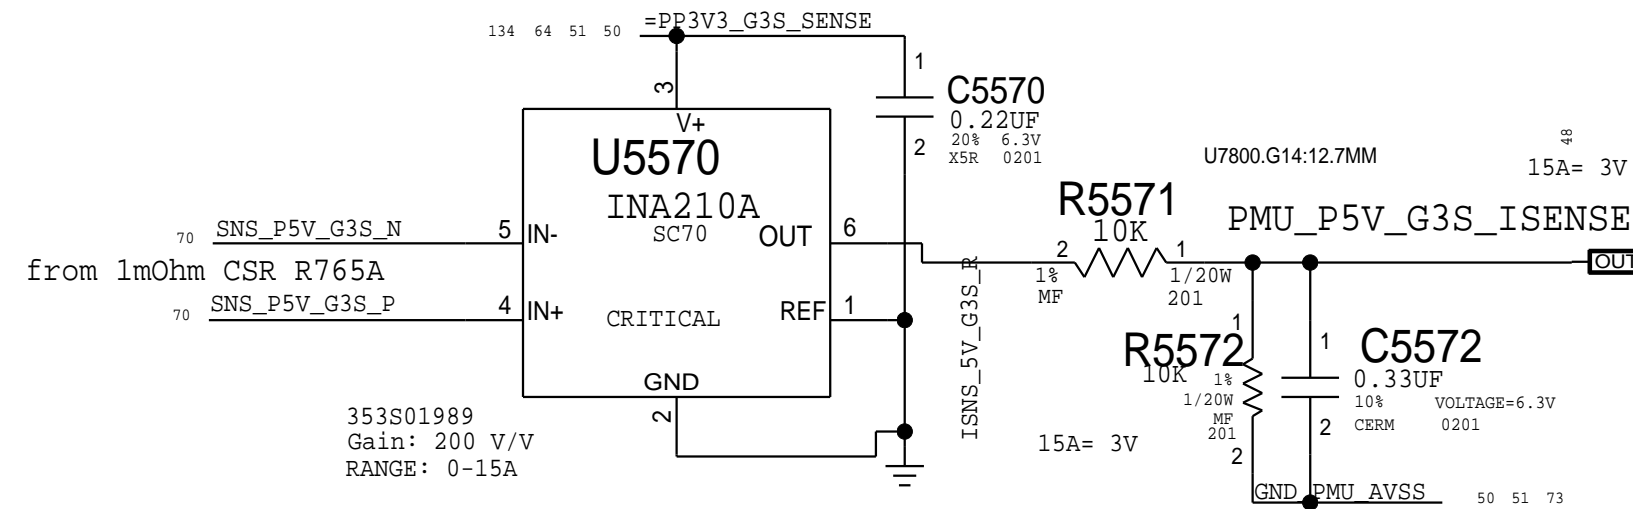 134 64 51 50 =PP3V3_G3S_SENSE
1
3
C5570
0.22UF
20% 6.3V
X5R 0201
2
V+
U5570
INA210A
SC70
U7800.G14:12.7MM
48
15A= 3V
R5571
10K
PMU_P5V_G3S_ISENSE
70 SNS_P5V_G3S_N 5 IN-
OUT 6
2 1
1%
MF
1/20W
201
OUT
from 1mOhm CSR R765A
70 SNS_P5V_G3S_P 4 IN+
CRITICAL
REF 1
ISNS_5V_G3S_R
1
R5572
10K 1%
1/20W
MF
201
2
1
C5572
0.33UF
10% VOLTAGE=6.3V
CERM 0201
2
GND
2
353S01989
Gain: 200 V/V
RANGE: 0-15A
15A= 3V
GND_PMU_AVSS 50 51 73